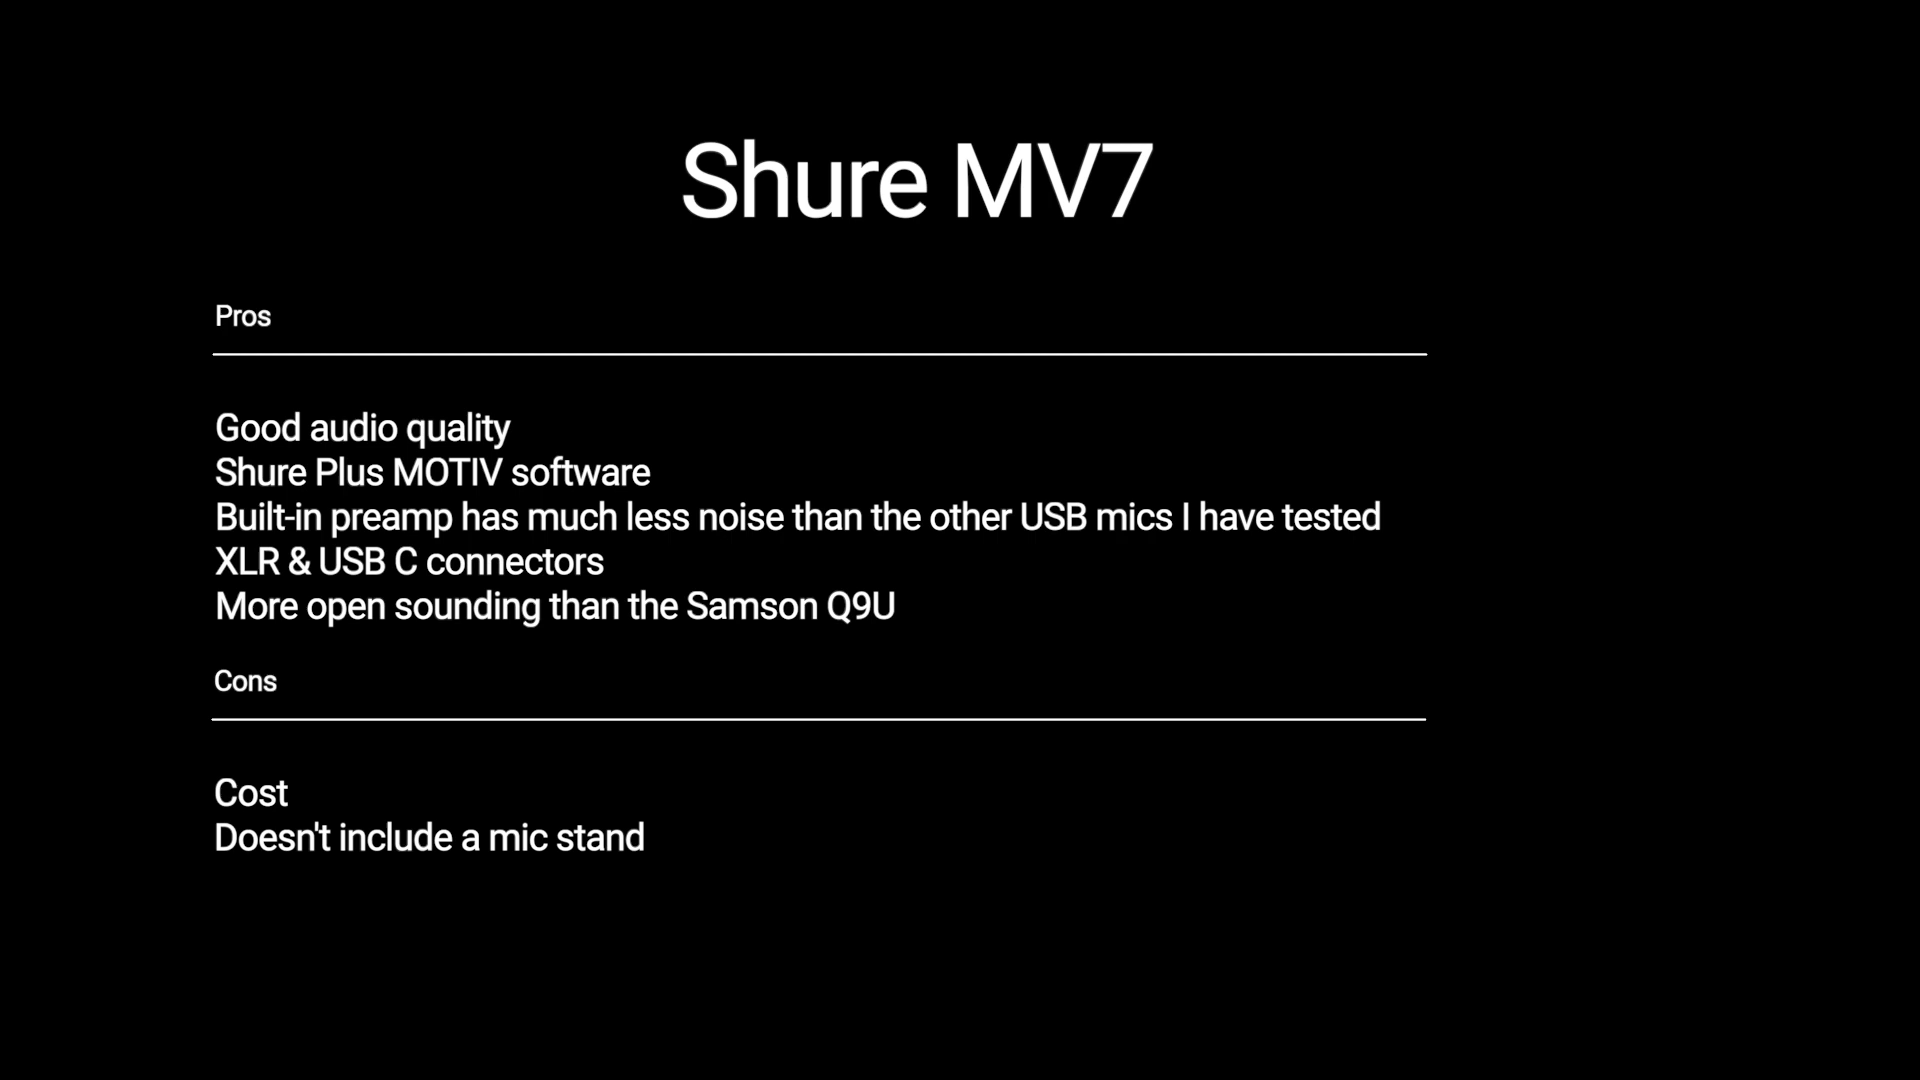 Shure MV7
Pros
Good audio quality
Shure Plus MOTIV software
Built-in preamp has much less noise than the other USB mics I have tested
XLR & USB C connectors
More open sounding than the Samson Q9U
Cons
Cost
Doesn't include a mic stand